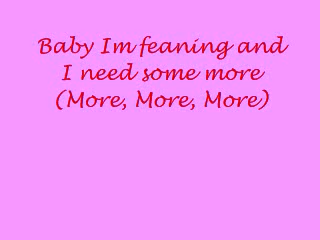 Baby Im feaning and
I need some more
(More, More, More)